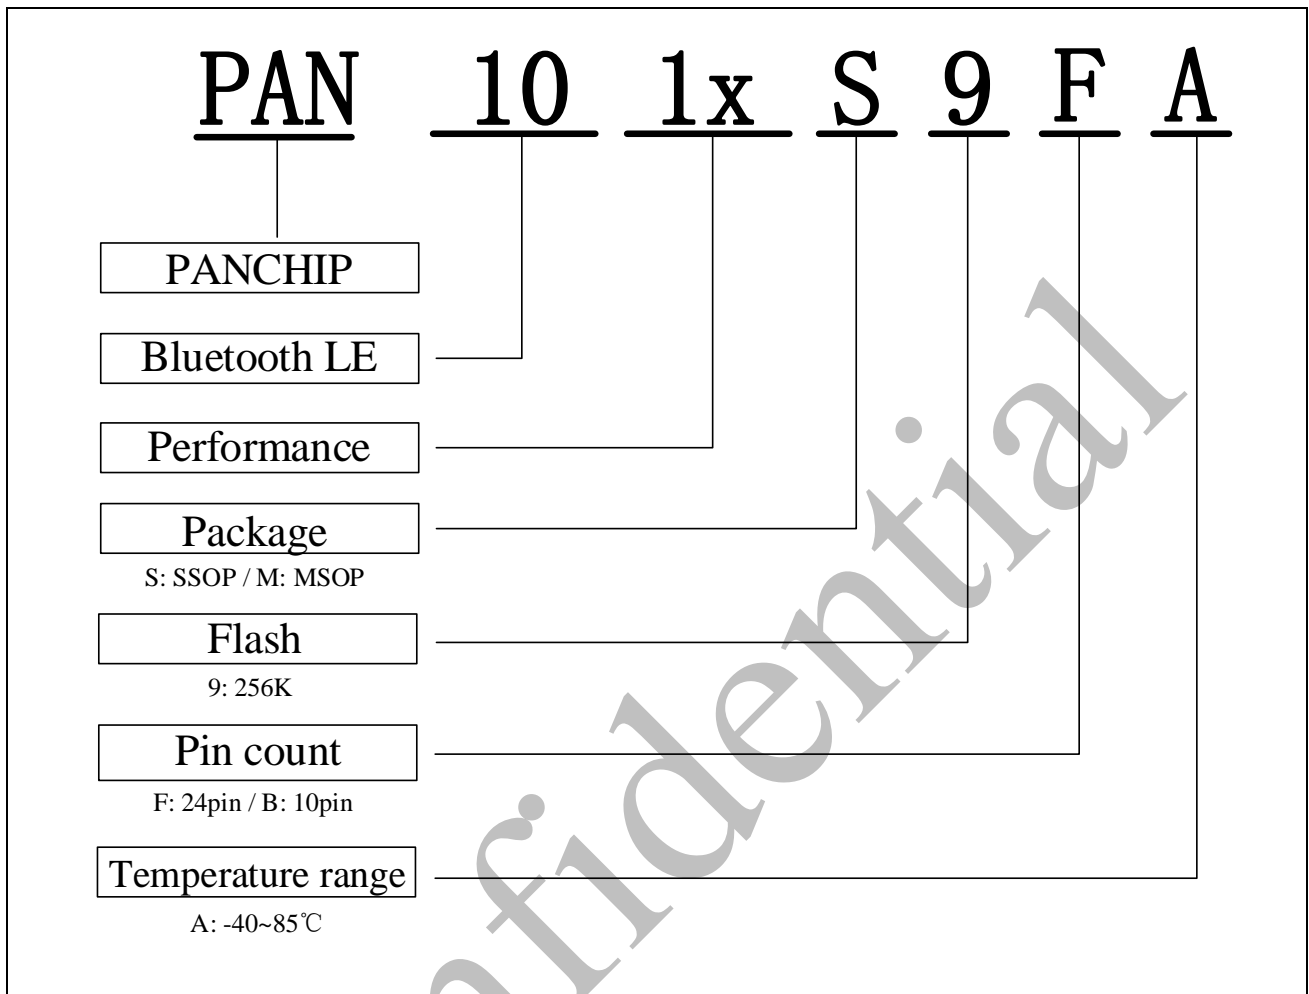 PAN 10 1x S 9 F A
PANCHIP
Bluetooth LE
Performance
Package
S: SSOP / M: MSOP
Flash
9: 256K
Pin count
F: 24pin / B: 10pin
Temperature range
A: -40~85℃
nfidential